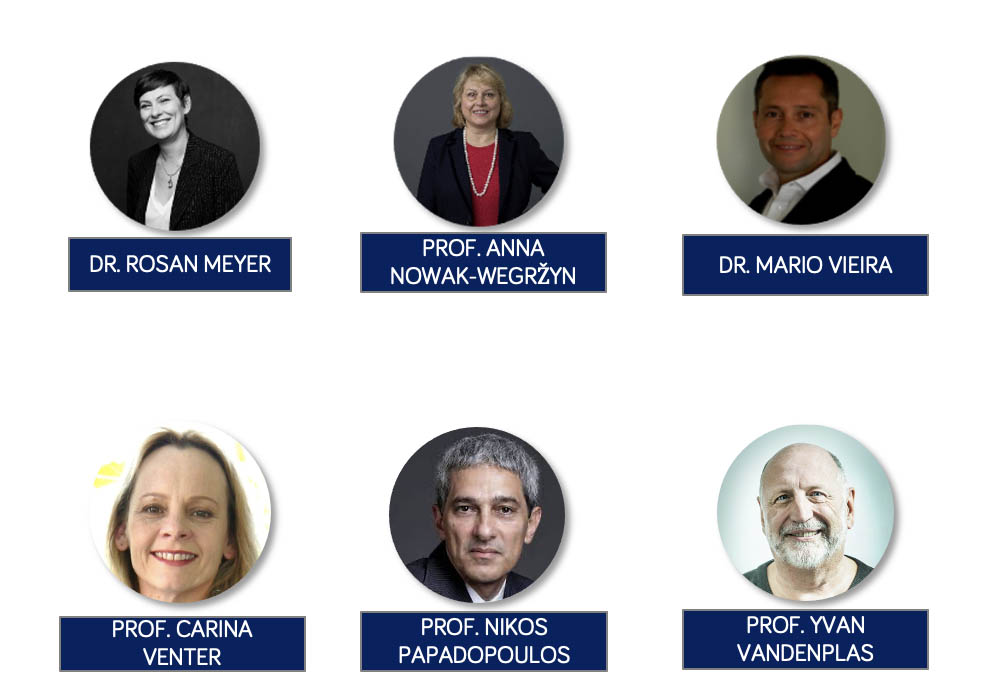 DR. ROSAN MEYER
PROF. ANNA
NOWAK-WEGRŽYN
DR. MARIO VIEIRA
PROF. CARINA
VENTER
PROF. NIKOS
PAPADOPOULOS
PROF. YVAN
VANDENPLAS